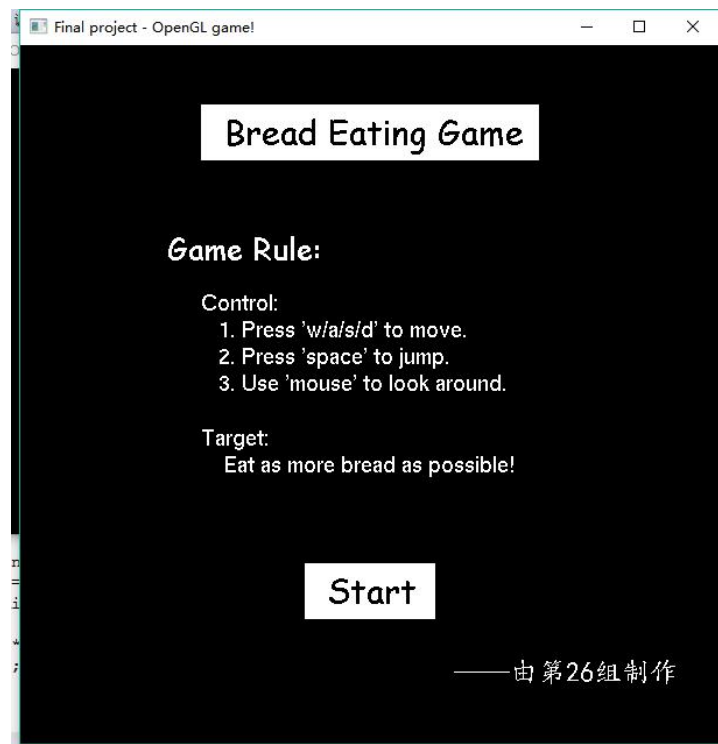 Final project - OpenGL game!
Bread Eating Game
Game Rule:
Control:
1. Press 'w/a/s/d' to move.
2. Press 'space' to jump.
3. Use 'mouse' to look around.
Target:
Eat as more bread as possible!
Start
——由第26组制作